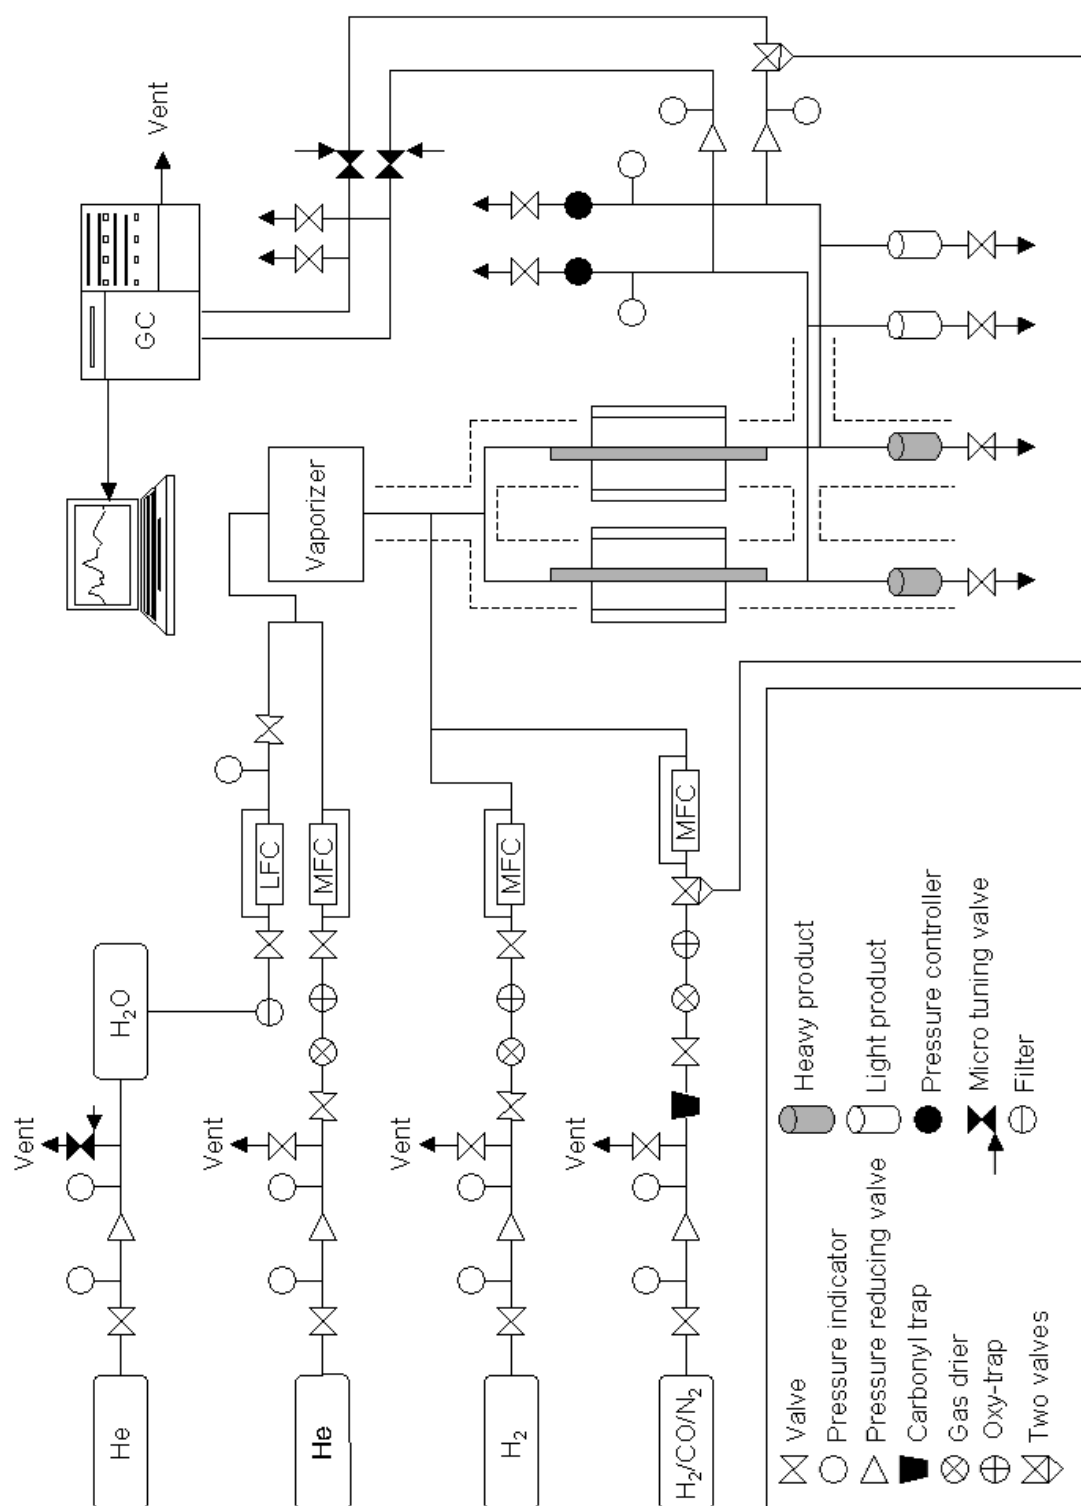 He
Vent
H₂O
He
Vent
LFC
MFC
H₂
Vent
MFC
H₂/CO/N₂
Vent
MFC
Vaporizer
GC
Vent
Valve
Pressure indicator
Pressure reducing valve
Carbonyl trap
Gas drier
Oxy-trap
Two valves
Heavy product
Light product
Pressure controller
Micro tuning valve
Filter